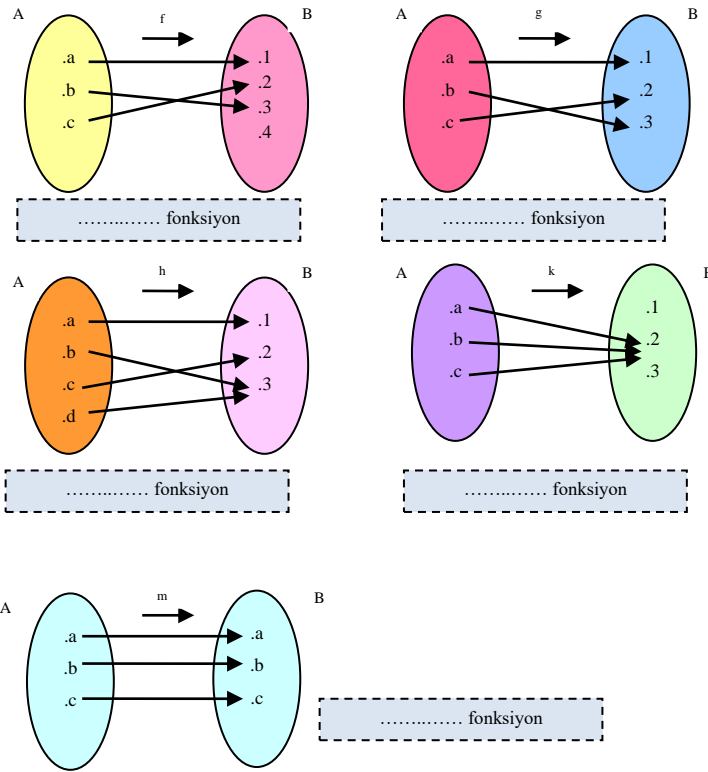 A f B
.a .1
.b .2
.c .3
.4
……..…… fonksiyon
A g B
.a .1
.b .2
.c .3
……..…… fonksiyon
A h B
.a .1
.b .2
.c .3
.d
……..…… fonksiyon
A k B
.a .1
.b .2
.c .3
……..…… fonksiyon
A m B
.a .a
.b .b
.c .c
……..…… fonksiyon